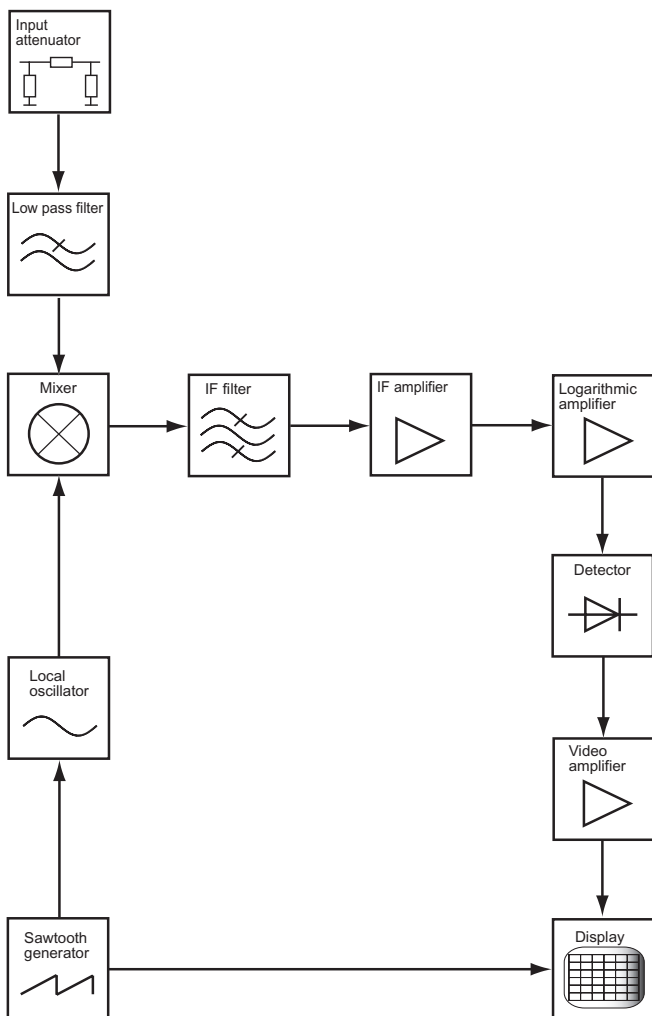 Input
attenuator
Low pass filter
Mixer
IF filter
IF amplifier
Logarithmic
amplifier
Detector
Local
oscillator
Video
amplifier
Sawtooth
generator
Display